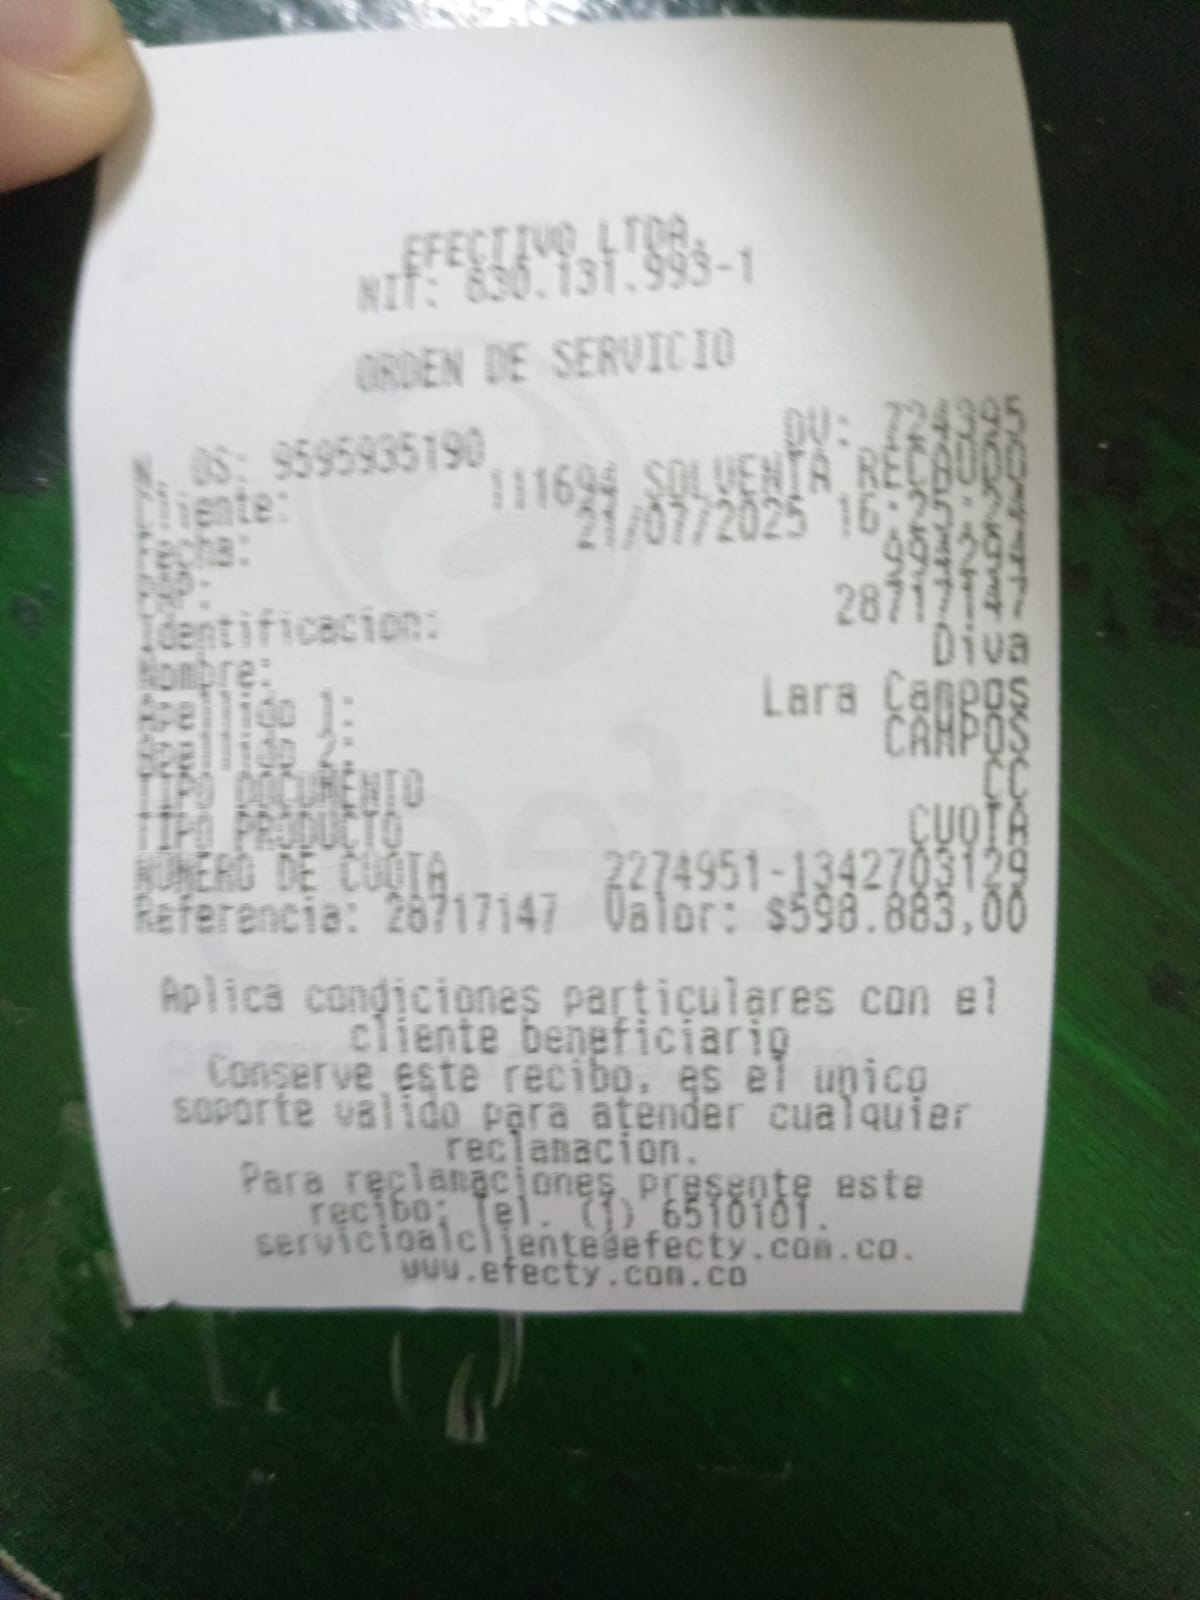 EFECTIVO LTDA.
NIT: 830.131.993-1
ORDEN DE SERVICIO
DV: 724395
N. OS: 9595935190
Cliente: 111694 SOLVENTA RECAUDO
Fecha: 21/07/2025 16:25:24
PAP: 994294
Identificacion: 28717147
Nombre: Diva
Apellido 1: Lara Campos
Apellido 2: CAMPOS
TIPO DOCUMENTO CC
TIPO PRODUCTO CUOTA
NUMERO DE CUOTA 2274951-1342703129
Referencia: 28717147 Valor: $598.883,00
Aplica condiciones particulares con el
cliente beneficiario
Conserve este recibo, es el unico
soporte valido para atender cualquier
reclamacion.
Para reclamaciones presente este
recibo; Tel. (1) 6510101.
servicioalcliente@efecty.com.co.
www.efecty.com.co